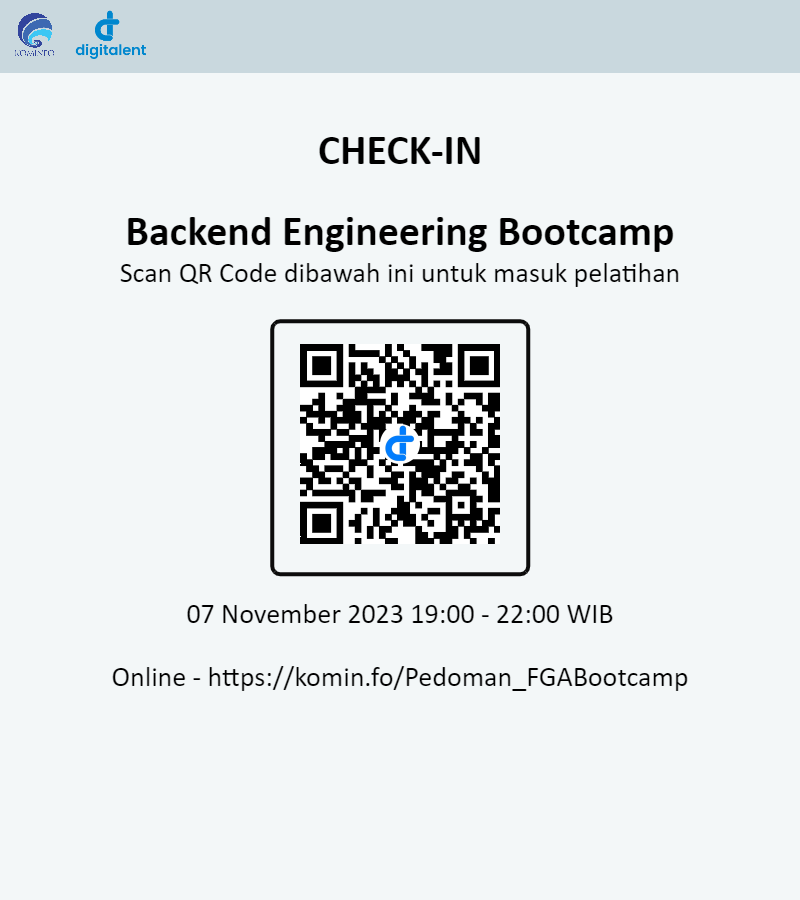 KOMINFO
digitalent
CHECK-IN
Backend Engineering Bootcamp
Scan QR Code dibawah ini untuk masuk pelatihan
07 November 2023 19:00 - 22:00 WIB
Online - https://komin.fo/Pedoman_FGABootcamp